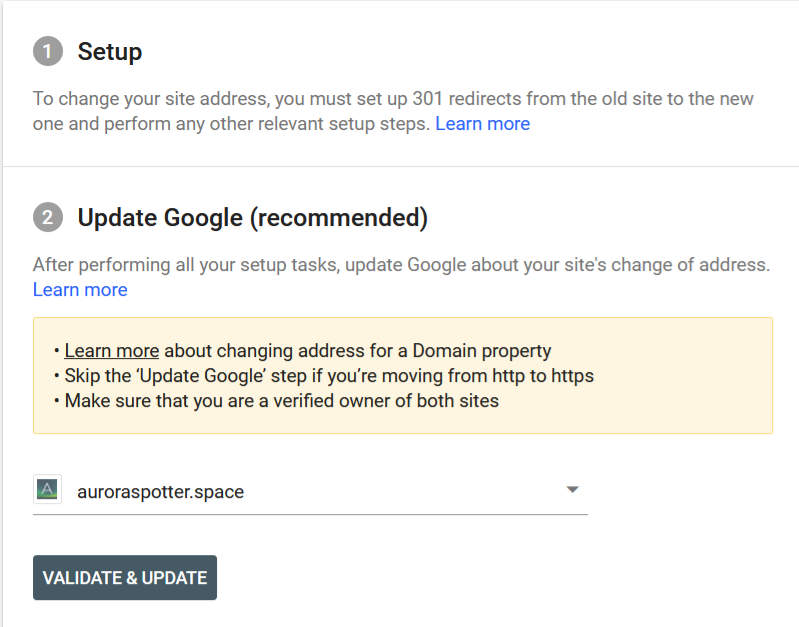 1 Setup
To change your site address, you must set up 301 redirects from the old site to the new
one and perform any other relevant setup steps. Learn more
2 Update Google (recommended)
After performing all your setup tasks, update Google about your site's change of address.
Learn more
• Learn more about changing address for a Domain property
• Skip the ‘Update Google’ step if you’re moving from http to https
• Make sure that you are a verified owner of both sites
A auroraspotter.space
VALIDATE & UPDATE